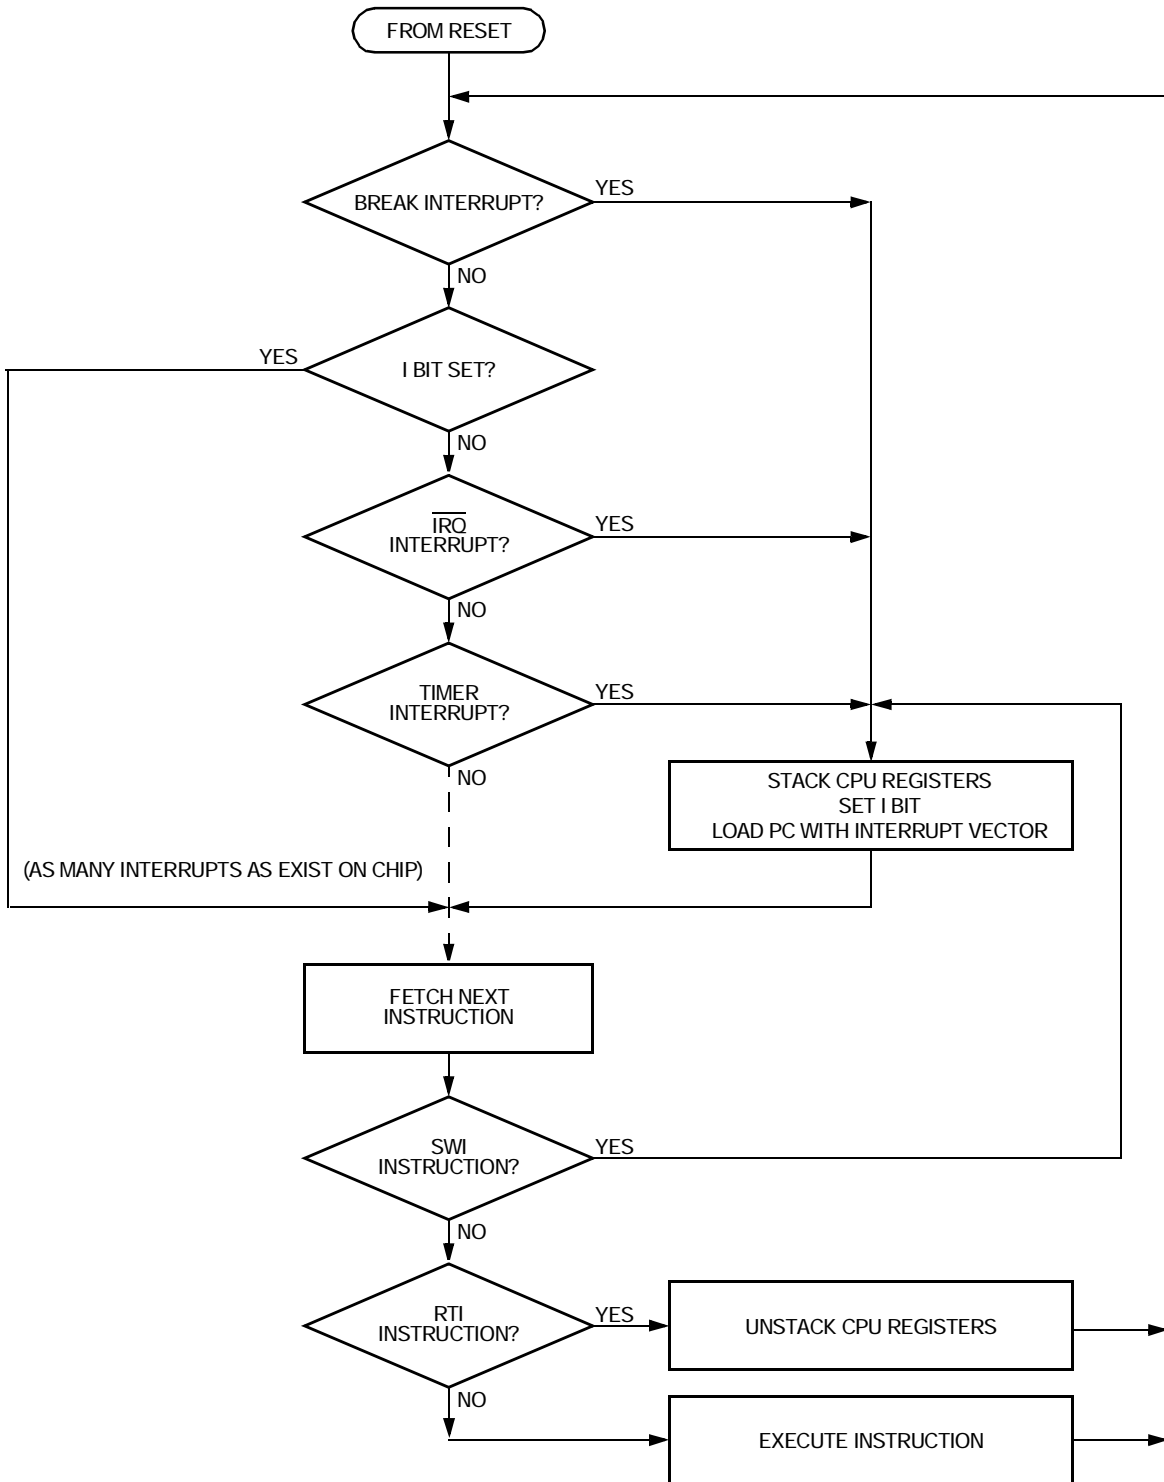 FROM RESET
BREAK INTERRUPT?
YES
NO
I BIT SET?
YES
NO
IRQ
INTERRUPT?
YES
NO
TIMER
INTERRUPT?
YES
NO
STACK CPU REGISTERS
SET I BIT
LOAD PC WITH INTERRUPT VECTOR
(AS MANY INTERRUPTS AS EXIST ON CHIP)
FETCH NEXT
INSTRUCTION
SWI
INSTRUCTION?
YES
NO
RTI
INSTRUCTION?
YES
UNSTACK CPU REGISTERS
NO
EXECUTE INSTRUCTION